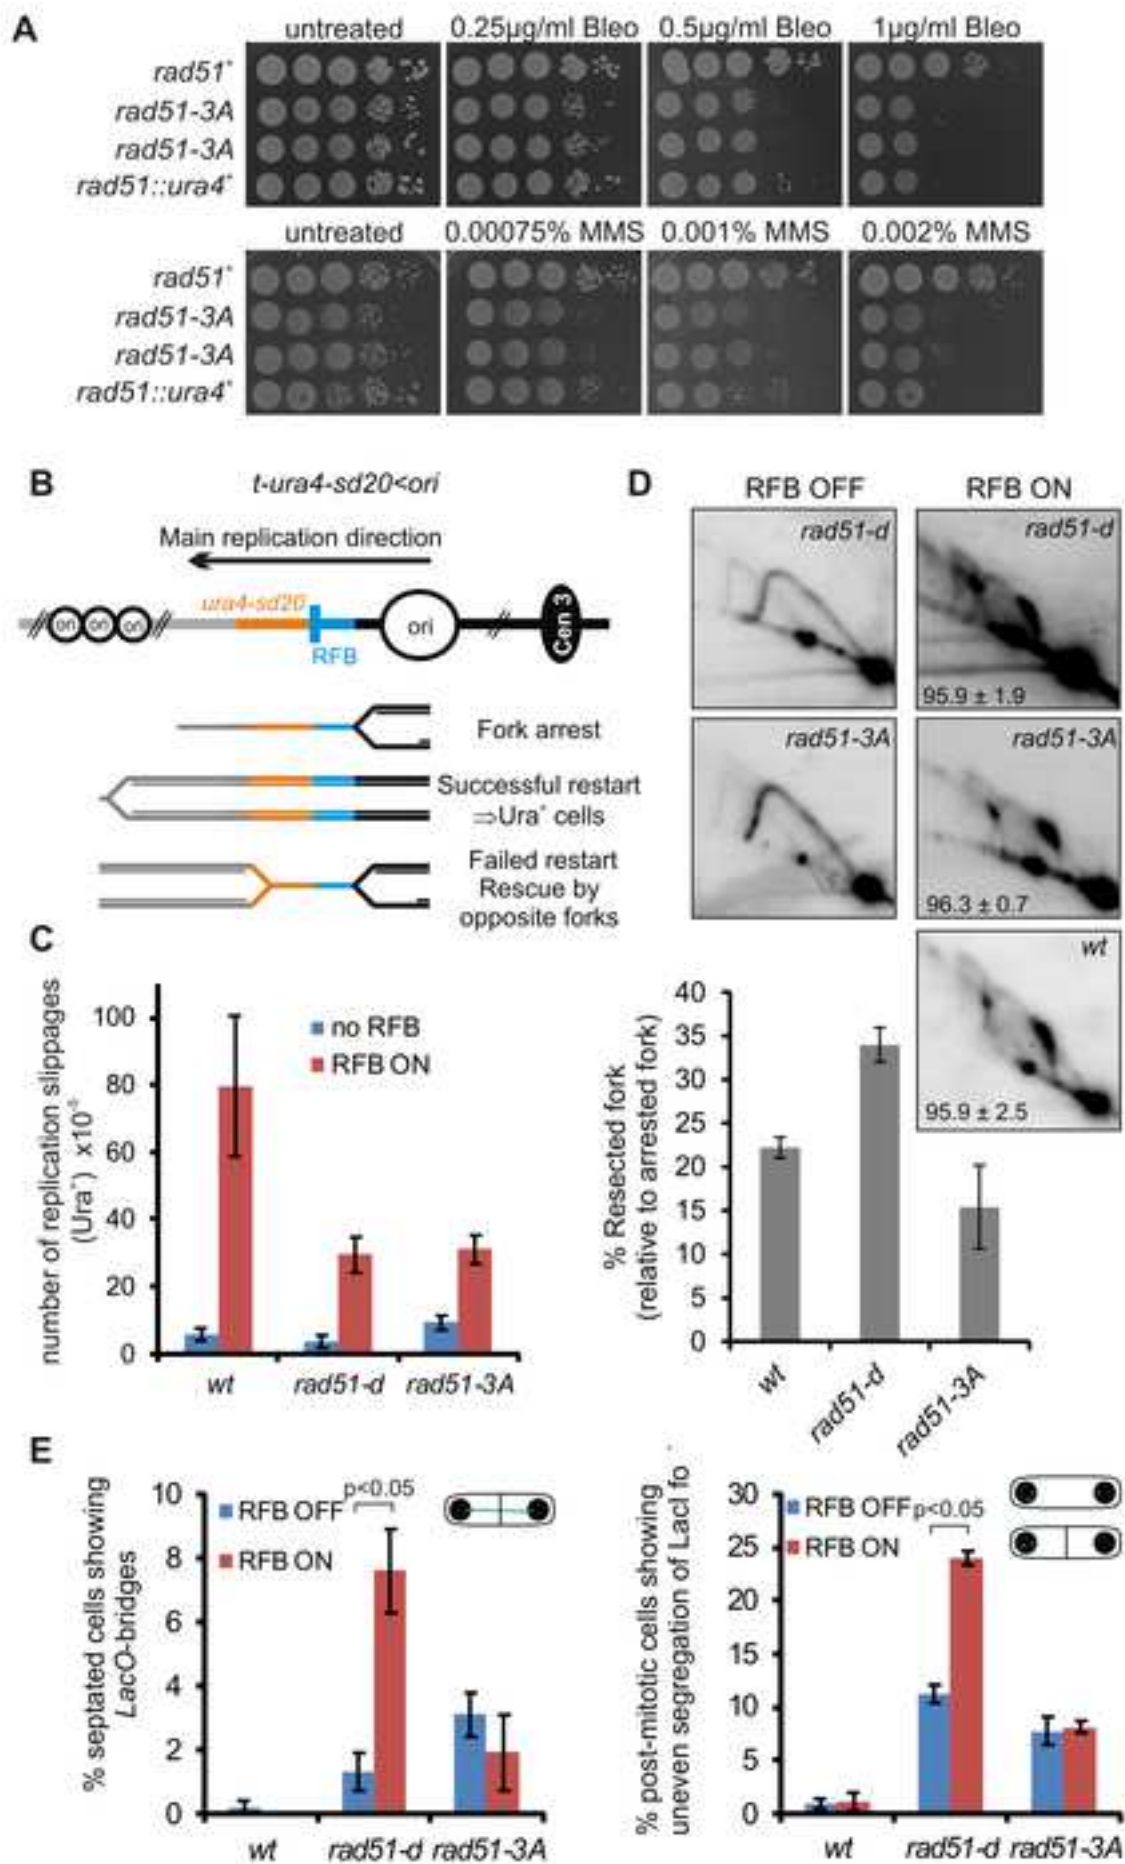 A
untreated 0.25µg/ml Bleo 0.5µg/ml Bleo 1µg/ml Bleo
rad51⁺
rad51-3A
rad51-3A
rad51::ura4⁺
untreated 0.00075% MMS 0.001% MMS 0.002% MMS
rad51⁺
rad51-3A
rad51-3A
rad51::ura4⁺
B
t-ura4-sd20<ori
Main replication direction
ura4-sd20
ori ori ori
ori
Cen 3
RFB
Fork arrest
Successful restart
⇒Ura⁺ cells
Failed restart
Rescue by
opposite forks
D
RFB OFF RFB ON
rad51-d rad51-d
95.9 ± 1.9
rad51-3A rad51-3A
96.3 ± 0.7
wt
95.9 ± 2.5
C
number of replication slippages
(Ura⁺) x10⁻⁵
100
80
60
40
20
0
no RFB
RFB ON
wt rad51-d rad51-3A
% Resected fork
(relative to arrested fork)
40
35
30
25
20
15
10
5
0
wt rad51-d rad51-3A
E
% septated cells showing
LacO-bridges
10
8
6
4
2
0
RFB OFF
RFB ON
p<0.05
wt rad51-d rad51-3A
% post-mitotic cells showing
uneven segregation of LacI fo
30
25
20
15
10
5
0
RFB OFF
RFB ON
p<0.05
wt rad51-d rad51-3A